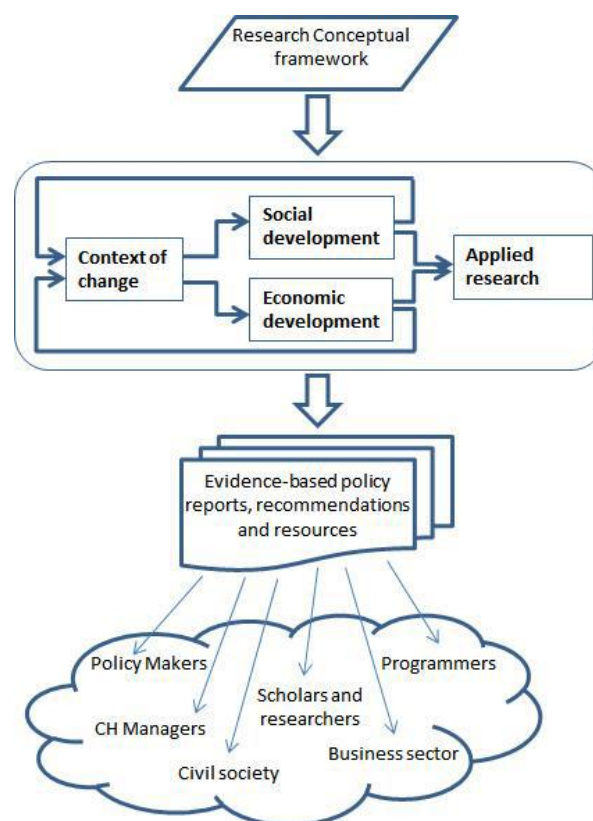 Research Conceptual
framework
Social
development
Context of
change
Applied
research
Economic
development
Evidence-based policy
reports, recommendations
and resources
Policy Makers
Programmers
Scholars and
researchers
CH Managers
Business sector
Civil society